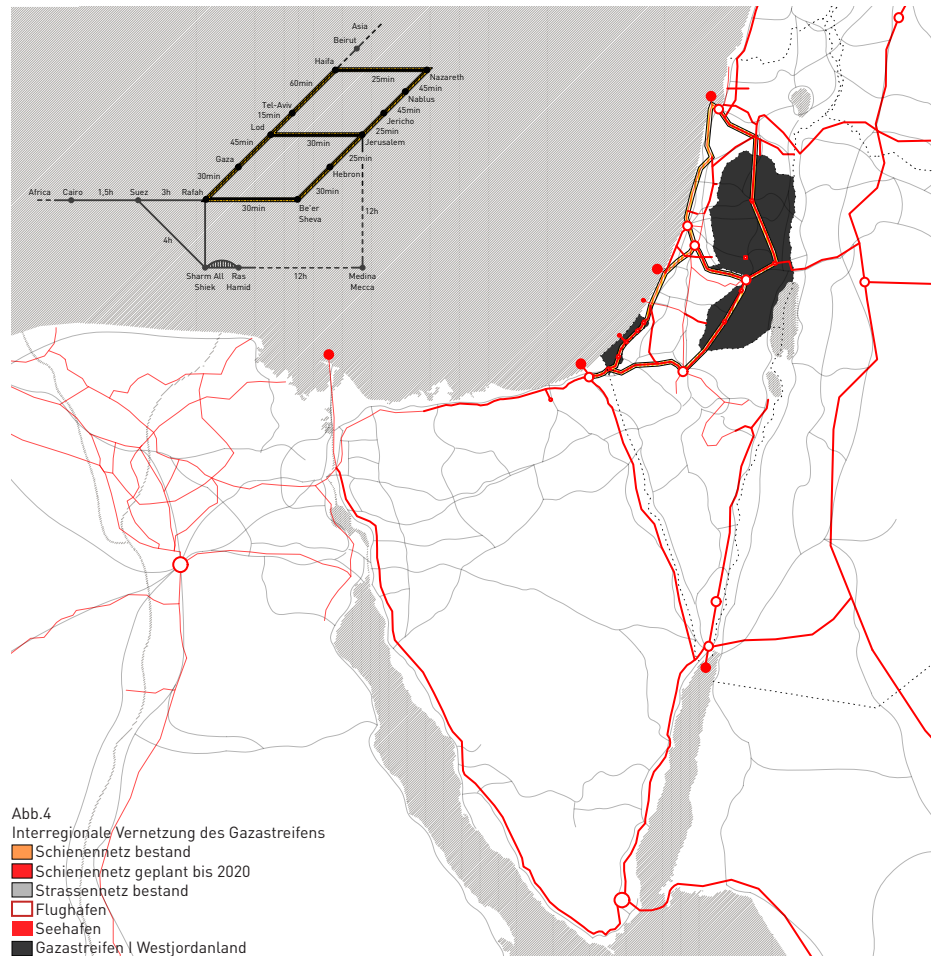 Asia
Beirut
Haifa
60min
25min
Nazareth
45min
Nablus
Tel-Aviv
15min
45min
Jericho
Lod
25min
45min
30min
Jerusalem
Gaza
25min
30min
Hebron
Africa Cairo 1,5h Suez 3h Rafah
30min
30min
Be'er
Sheva
12h
4h
Sharm All
Shiek
Ras
Hamid
12h
Medina
Mecca
Abb.4
Interregionale Vernetzung des Gazastreifens
Schienennetz bestand
Schienennetz geplant bis 2020
Strassennetz bestand
Flughafen
Seehafen
Gazastreifen | Westjordanland